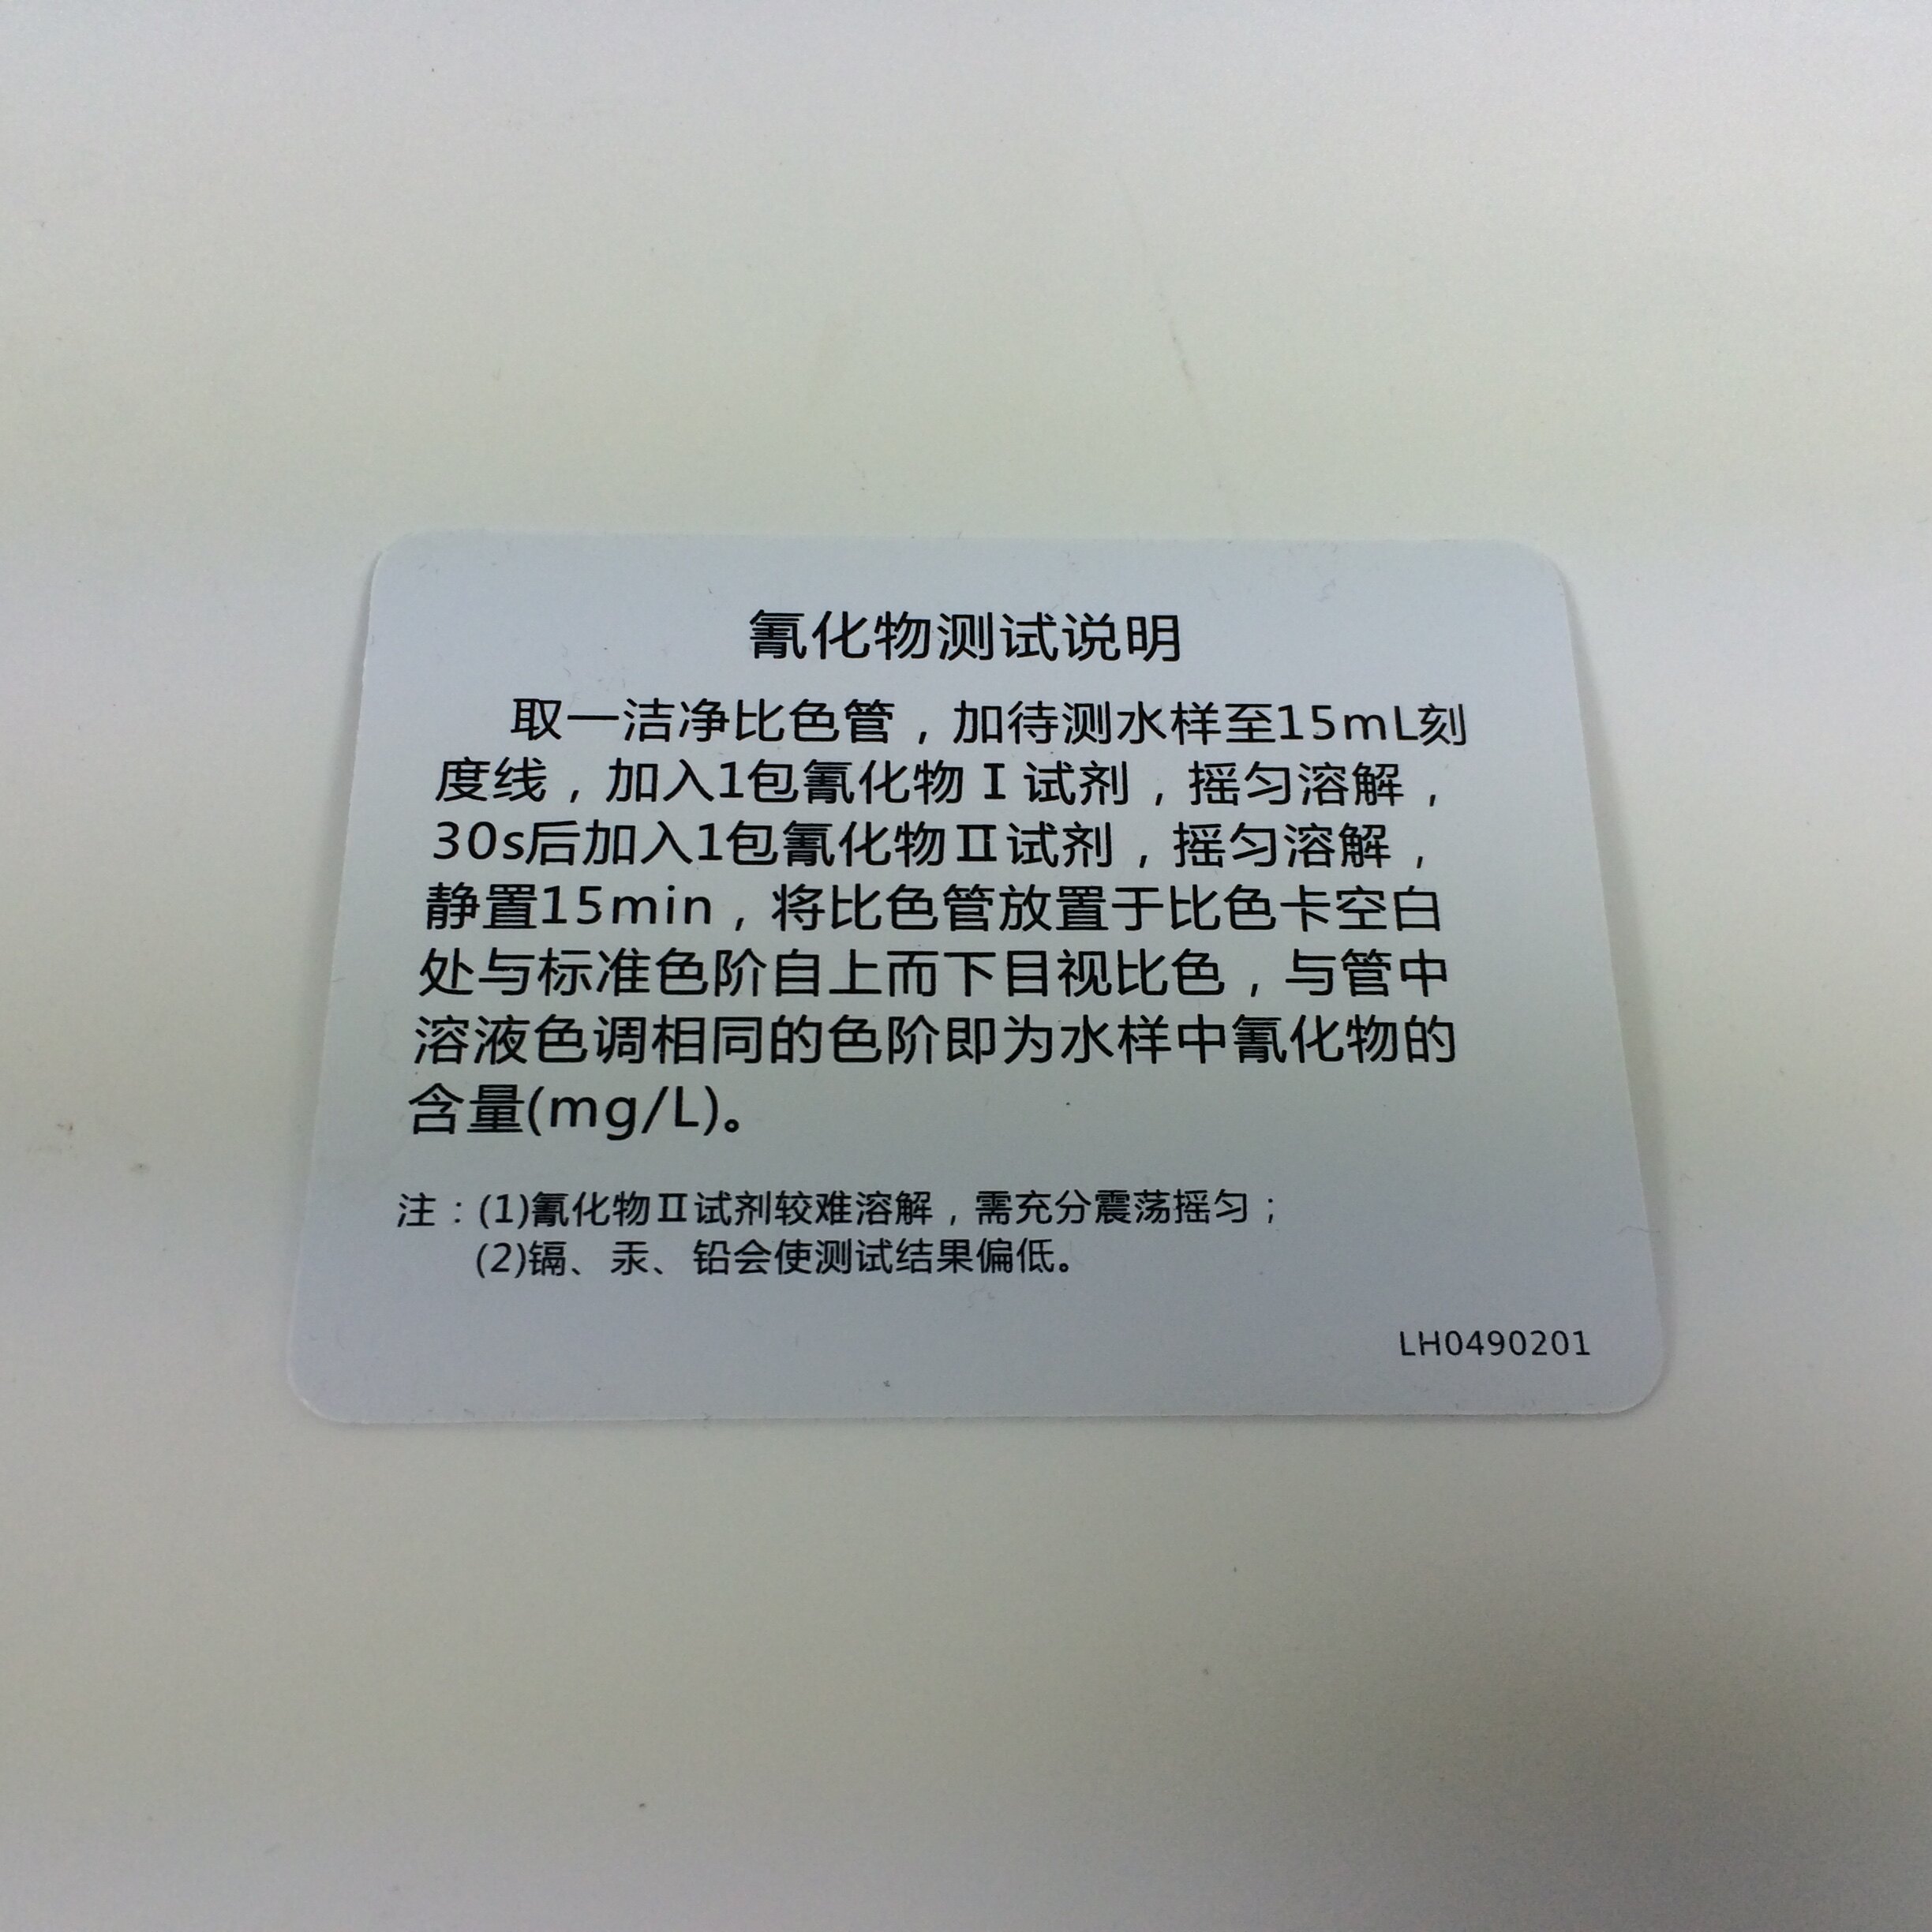 氰化物测试说明
取一洁净比色管，加待测水样至15mL刻
度线，加入1包氰化物Ⅰ试剂，摇匀溶解，
30s后加入1包氰化物Ⅱ试剂，摇匀溶解，
静置15min，将比色管放置于比色卡空白
处与标准色阶自上而下目视比色，与管中
溶液色调相同的色阶即为水样中氰化物的
含量(mg/L)。
注：(1)氰化物Ⅱ试剂较难溶解，需充分震荡摇匀；
(2)镉、汞、铅会使测试结果偏低。
LH0490201